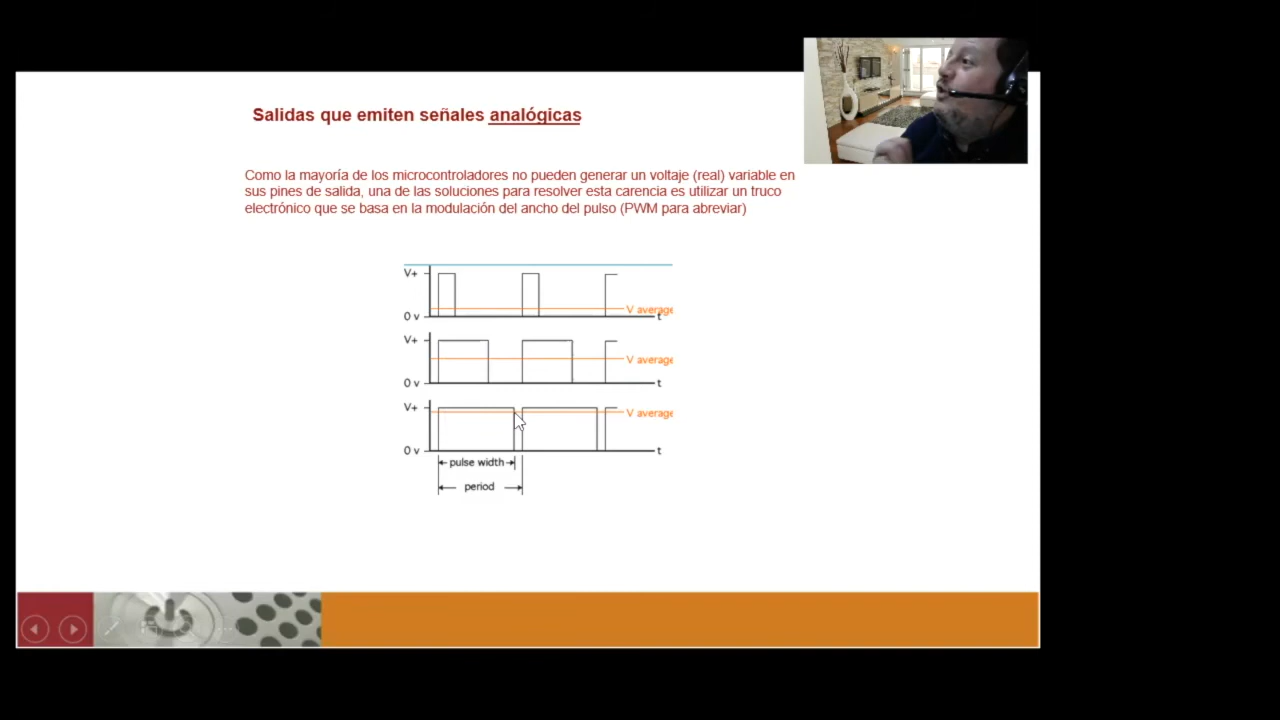 Salidas que emiten señales analógicas
Como la mayoría de los microcontroladores no pueden generar un voltaje (real) variable en
sus pines de salida, una de las soluciones para resolver esta carencia es utilizar un truco
electrónico que se basa en la modulación del ancho del pulso (PWM para abreviar)
V+
V average
0 v
t
V+
V average
0 v
t
V+
V average
0 v
t
pulse width
period